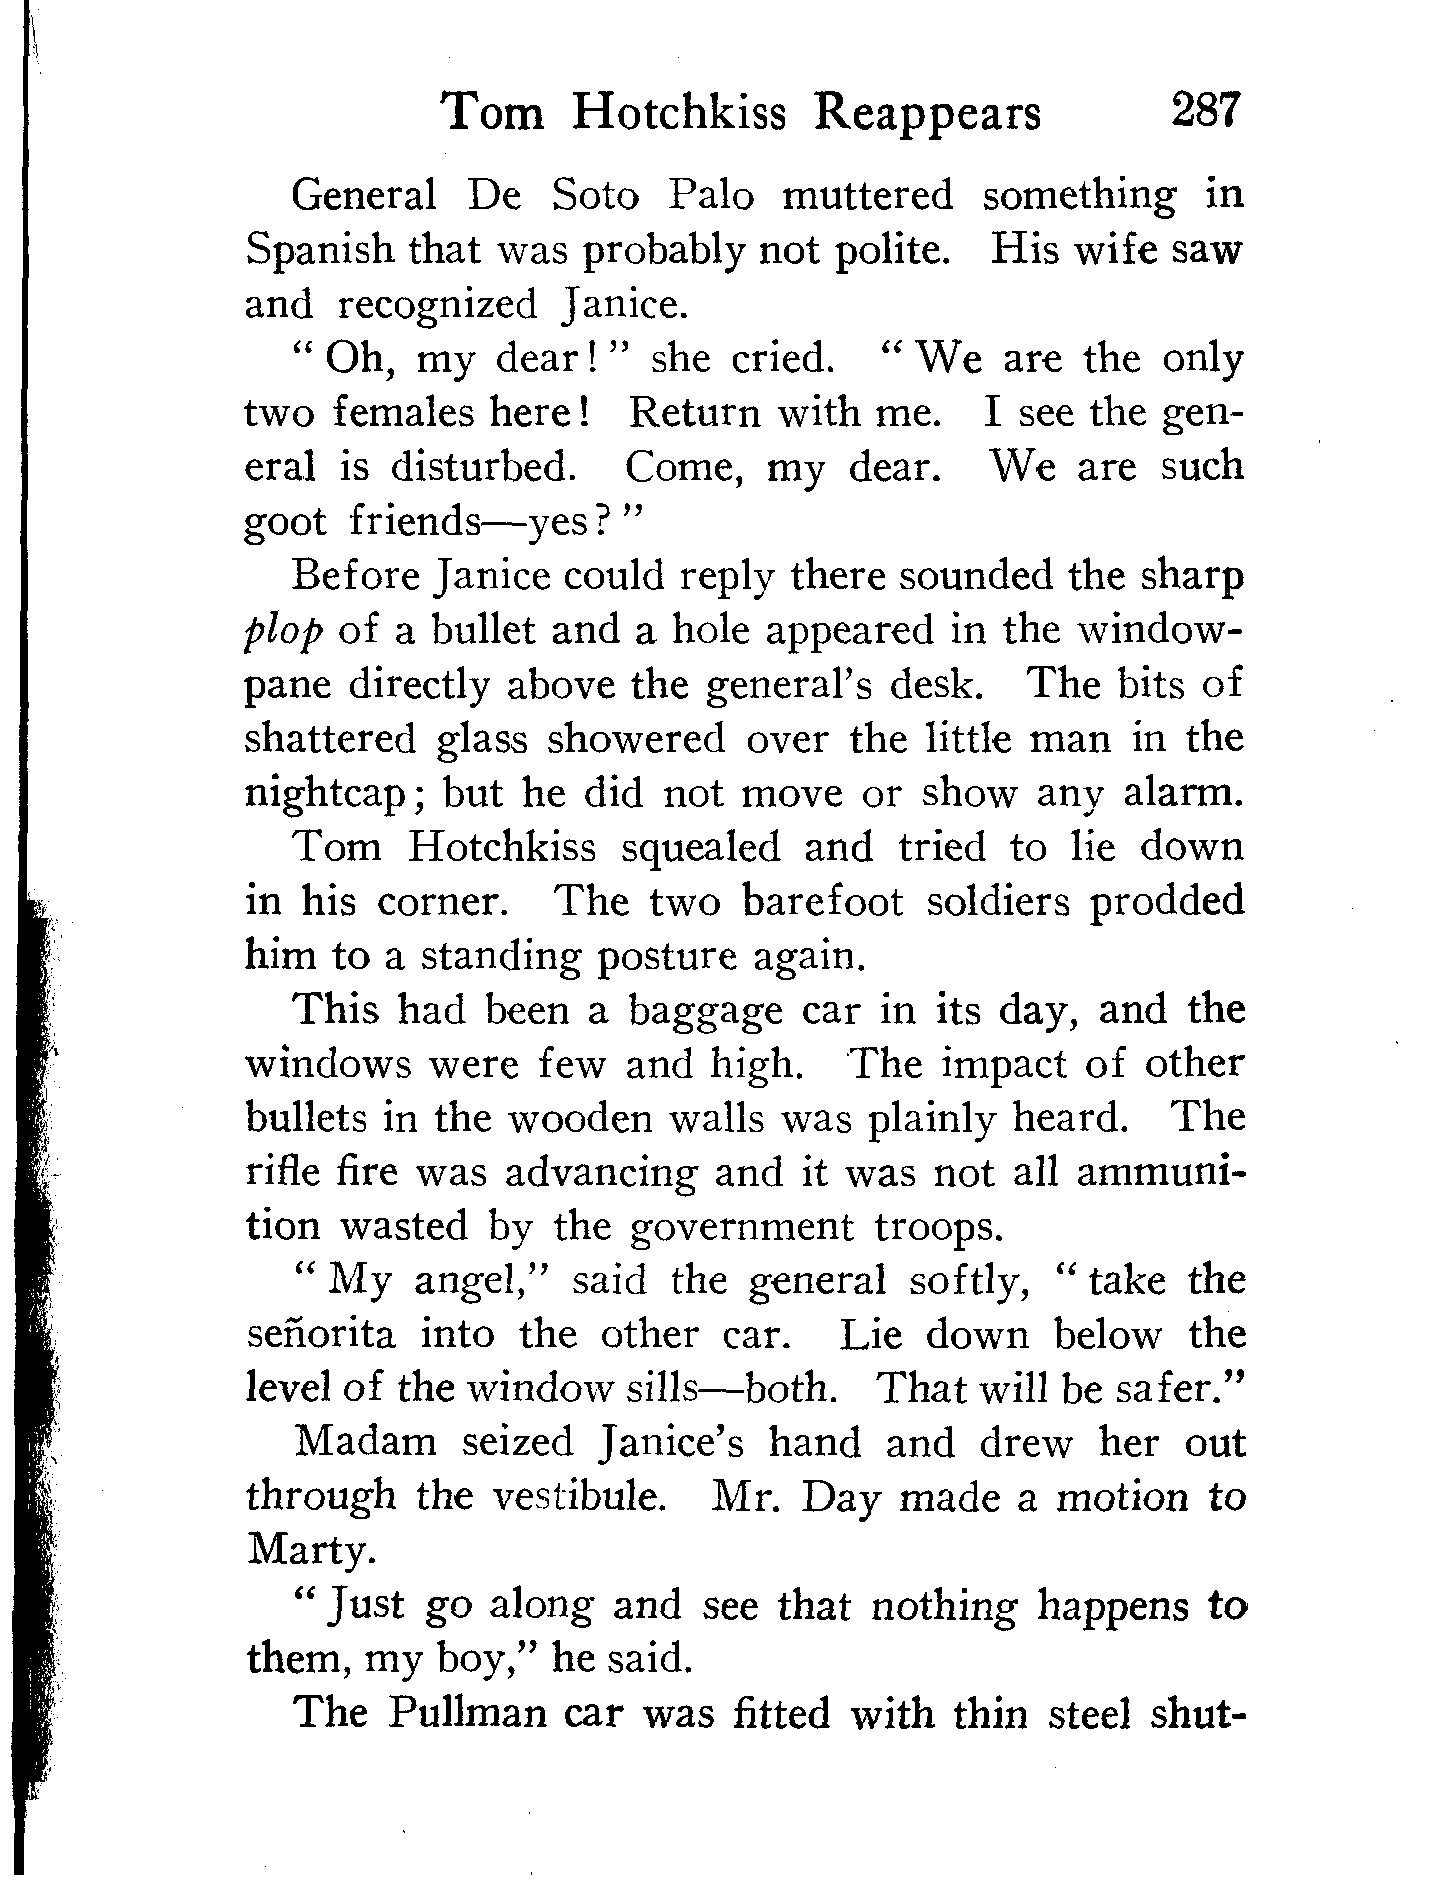 Tom Hotchkiss Reappears 287
General De Soto Palo muttered something in
Spanish that was probably not polite. His wife saw
and recognized Janice.
“ Oh, my dear! ” she cried. “ We are the only
two females here! Return with me. I see the gen-
eral is disturbed. Come, my dear. We are such
goot friends—yes? ”
Before Janice could reply there sounded the sharp
plop of a bullet and a hole appeared in the window-
pane directly above the general’s desk. The bits of
shattered glass showered over the little man in the
nightcap; but he did not move or show any alarm.
Tom Hotchkiss squealed and tried to lie down
in his corner. The two barefoot soldiers prodded
him to a standing posture again.
This had been a baggage car in its day, and the
windows were few and high. The impact of other
bullets in the wooden walls was plainly heard. The
rifle fire was advancing and it was not all ammuni-
tion wasted by the government troops.
“ My angel,” said the general softly, “ take the
señorita into the other car. Lie down below the
level of the window sills—both. That will be safer.”
Madam seized Janice’s hand and drew her out
through the vestibule. Mr. Day made a motion to
Marty.
“ Just go along and see that nothing happens to
them, my boy,” he said.
The Pullman car was fitted with thin steel shut-